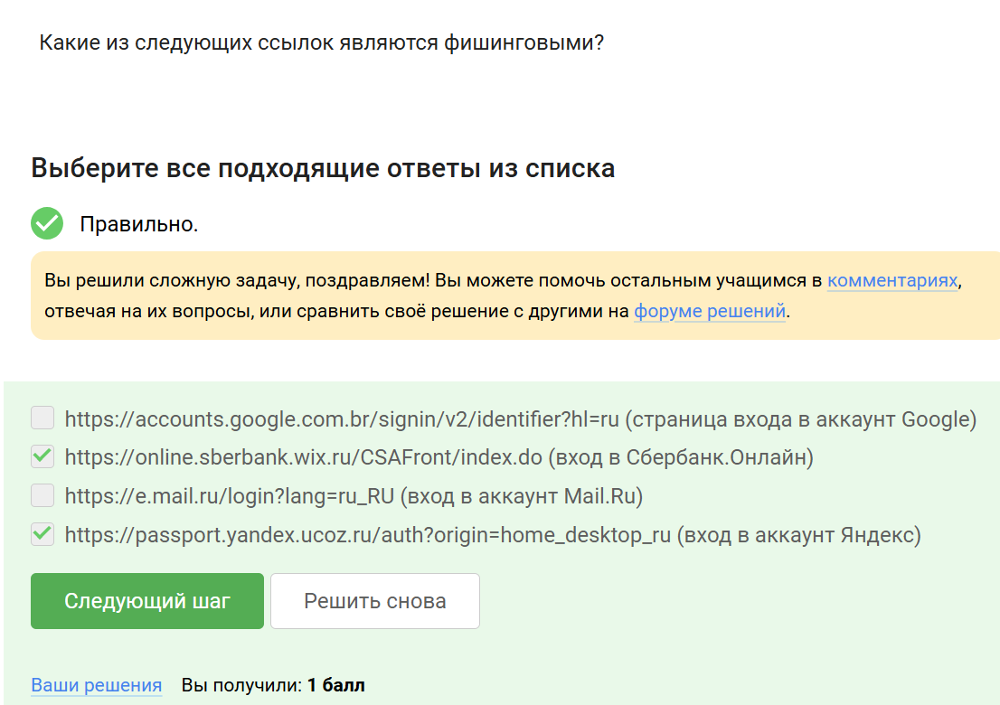 Какие из следующих ссылок являются фишинговыми?
Выберите все подходящие ответы из списка
Правильно.
Вы решили сложную задачу, поздравляем! Вы можете помочь остальным учащимся в комментариях,
отвечая на их вопросы, или сравнить своё решение с другими на форуме решений.
https://accounts.google.com.br/signin/v2/identifier?hl=ru (страница входа в аккаунт Google)
https://online.sberbank.wix.ru/CSAFront/index.do (вход в Сбербанк.Онлайн)
https://e.mail.ru/login?lang=ru_RU (вход в аккаунт Mail.Ru)
https://passport.yandex.ucoz.ru/auth?origin=home_desktop_ru (вход в аккаунт Яндекс)
Следующий шаг Решить снова
Ваши решения Вы получили: 1 балл